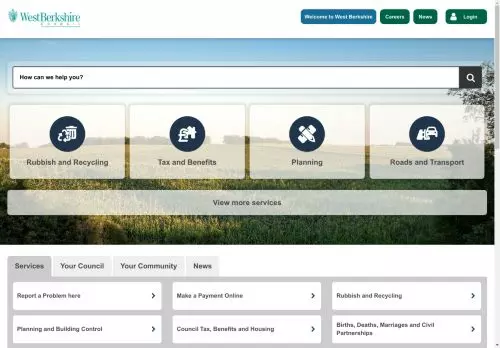 West Berkshire
COUNCIL
Welcome to West Berkshire
Careers
News
Login
How can we help you?
Rubbish and Recycling
Tax and Benefits
Planning
Roads and Transport
View more services
Services
Your Council
Your Community
News
Report a Problem here
Make a Payment Online
Rubbish and Recycling
Planning and Building Control
Council Tax, Benefits and Housing
Births, Deaths, Marriages and Civil
Partnerships